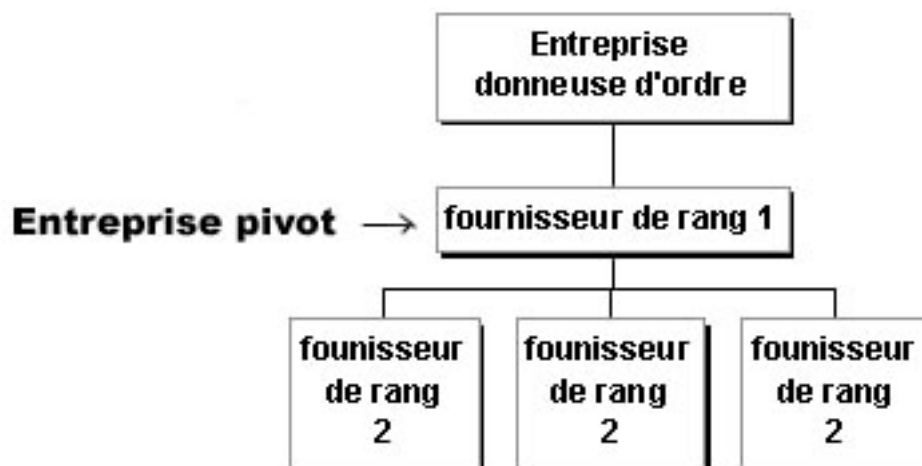 Entreprise
donneuse d'ordre
Entreprise pivot →
fournisseur de rang 1
founisseur
de rang
2
founisseur
de rang
2
founisseur
de rang
2